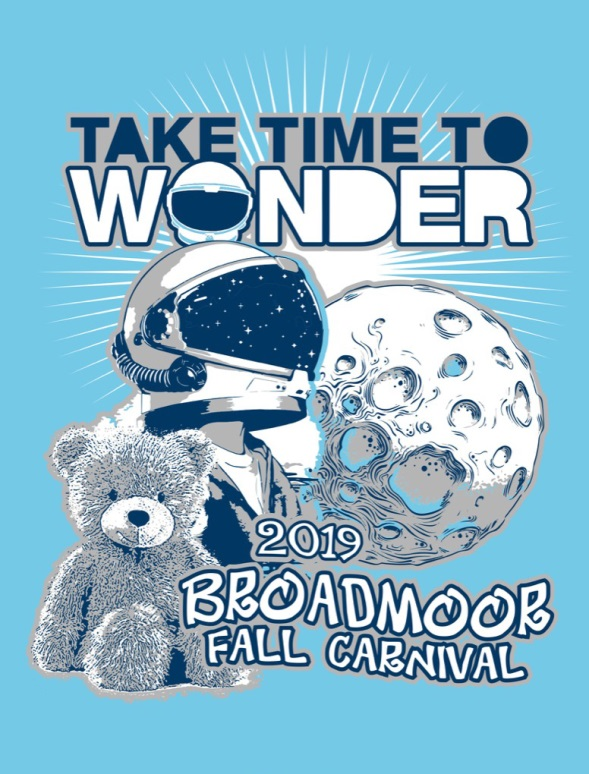 TAKE TIME TO
WONDER
2019
BROADMOOR
FALL CARNIVAL